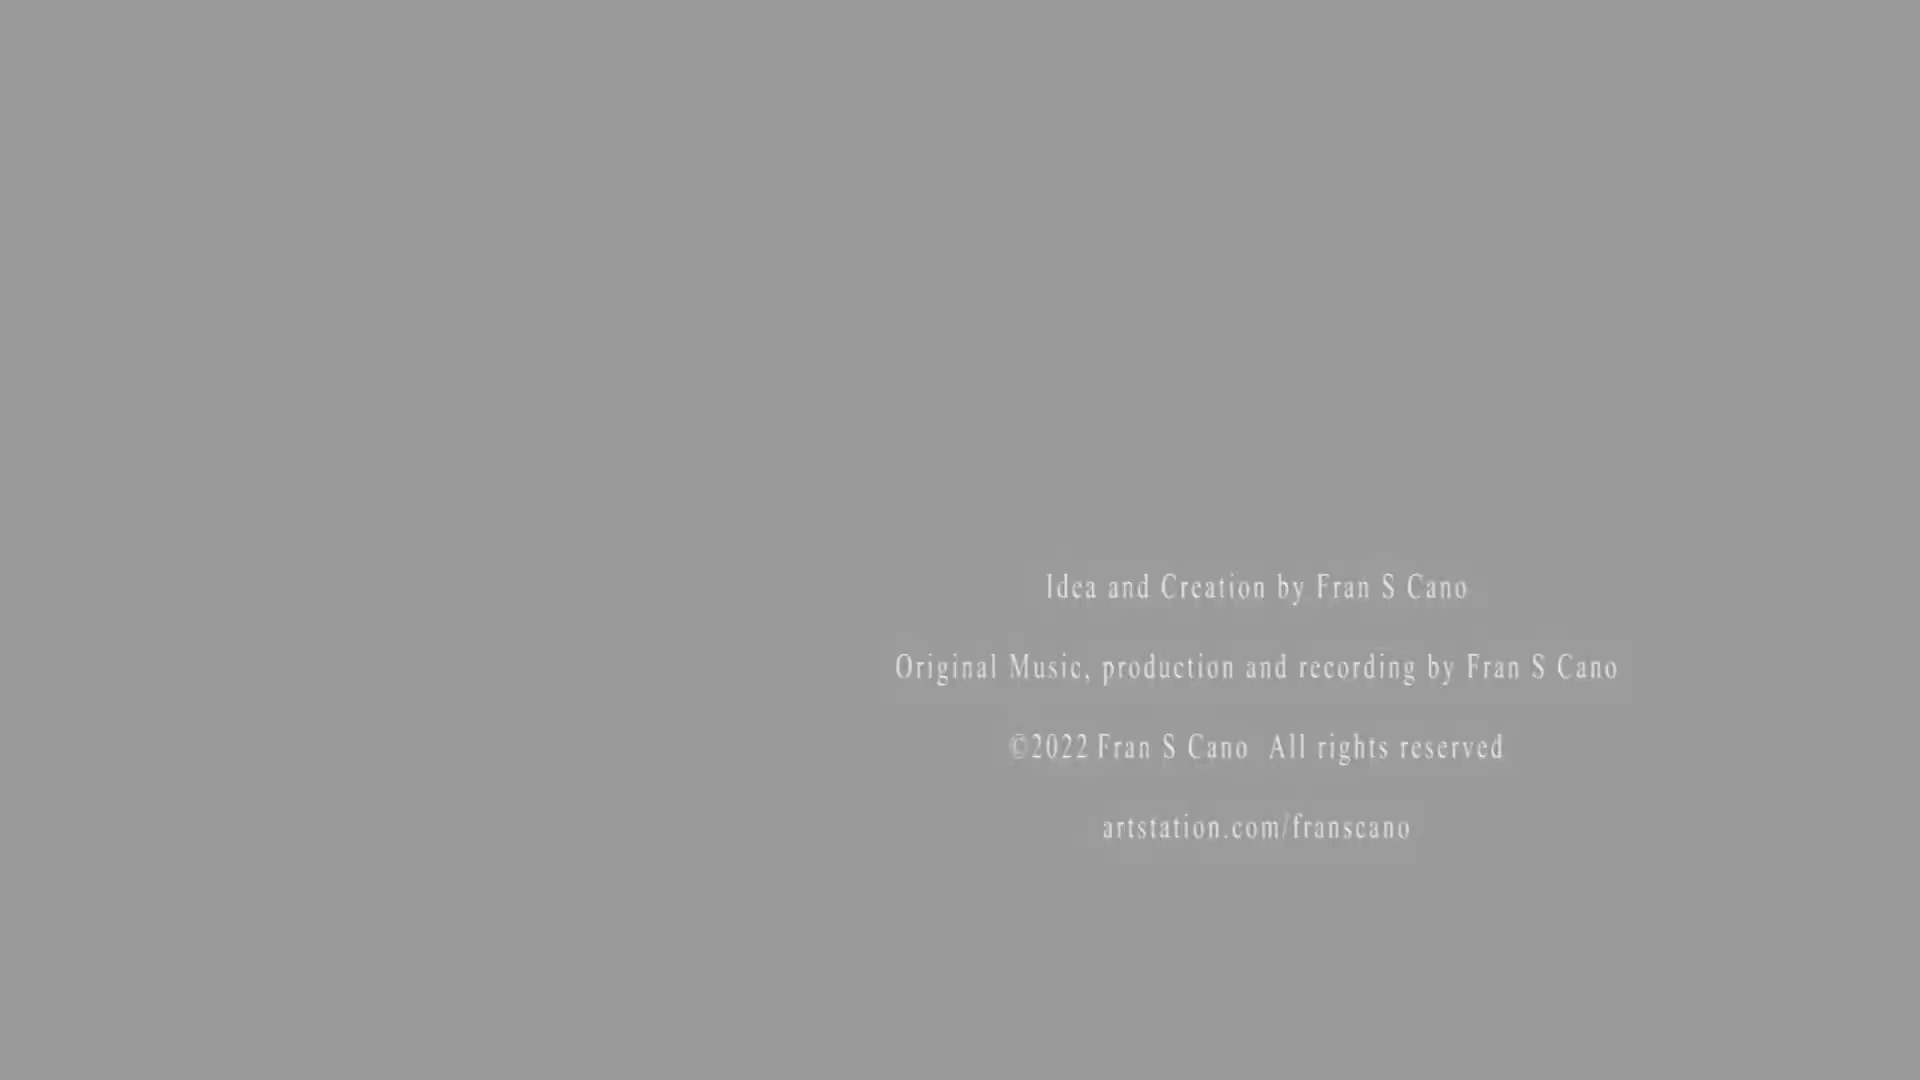 Idea and Creation by Fran S Cano
Original Music, production and recording by Fran S Cano
©2022 Fran S Cano All rights reserved
artstation.com/franscano